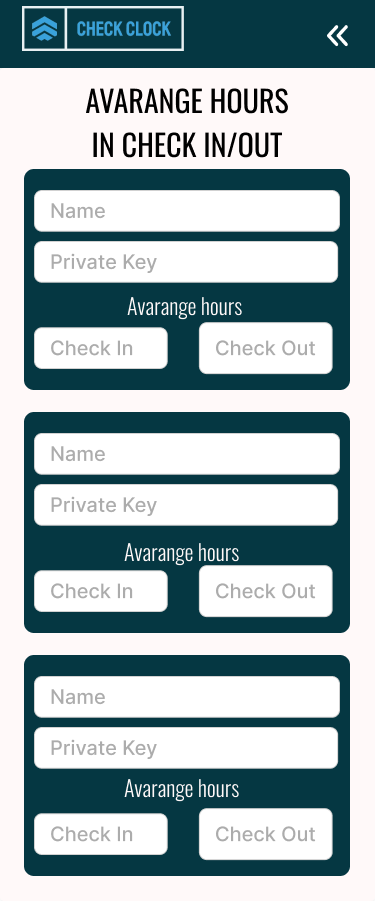 CHECK CLOCK
AVARANGE HOURS
IN CHECK IN/OUT
Name
Private Key
Avarange hours
Check In
Check Out
Name
Private Key
Avarange hours
Check In
Check Out
Name
Private Key
Avarange hours
Check In
Check Out